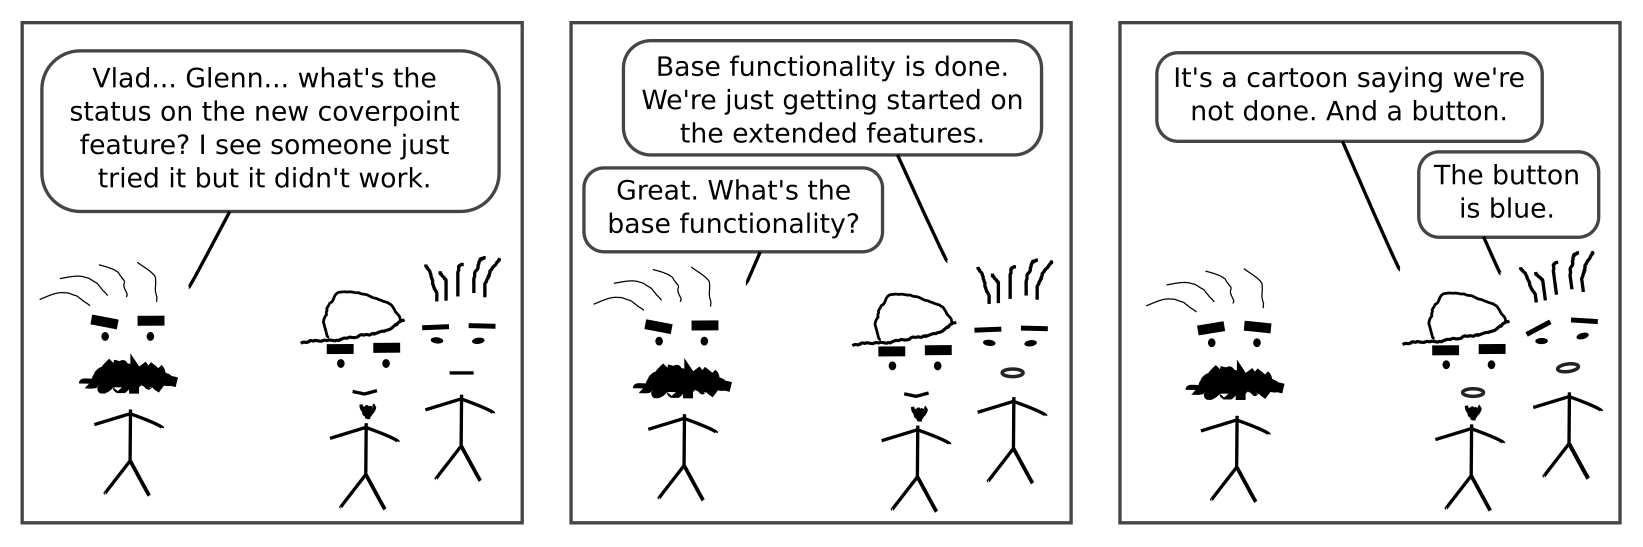 Vlad... Glenn... what's the
status on the new coverpoint
feature? I see someone just
tried it but it didn't work.
Base functionality is done.
We're just getting started on
the extended features.
Great. What's the
base functionality?
It's a cartoon saying we're
not done. And a button.
The button
is blue.